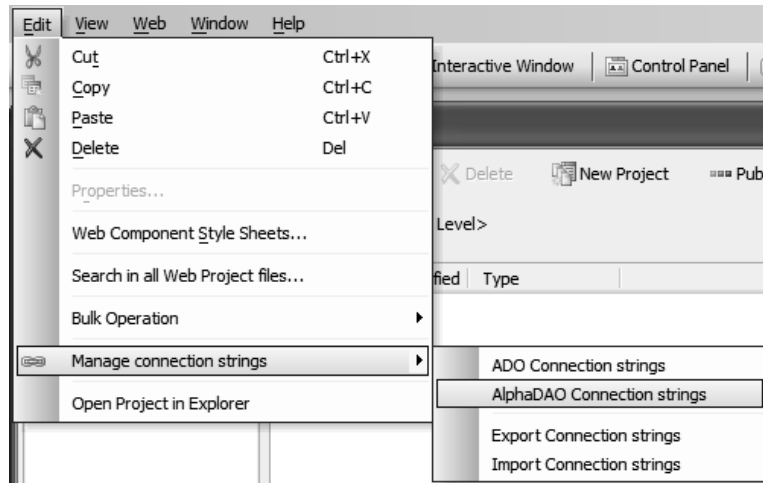 Edit View Web Window Help
Cut Ctrl+X
Interactive Window Control Panel
Copy Ctrl+C
Paste Ctrl+V
Delete Del
Delete New Project Pub
Properties...
Level>
Web Component Style Sheets...
Search in all Web Project files...
fied Type
Bulk Operation
Manage connection strings
ADO Connection strings
AlphaDAO Connection strings
Open Project in Explorer
Export Connection strings
Import Connection strings